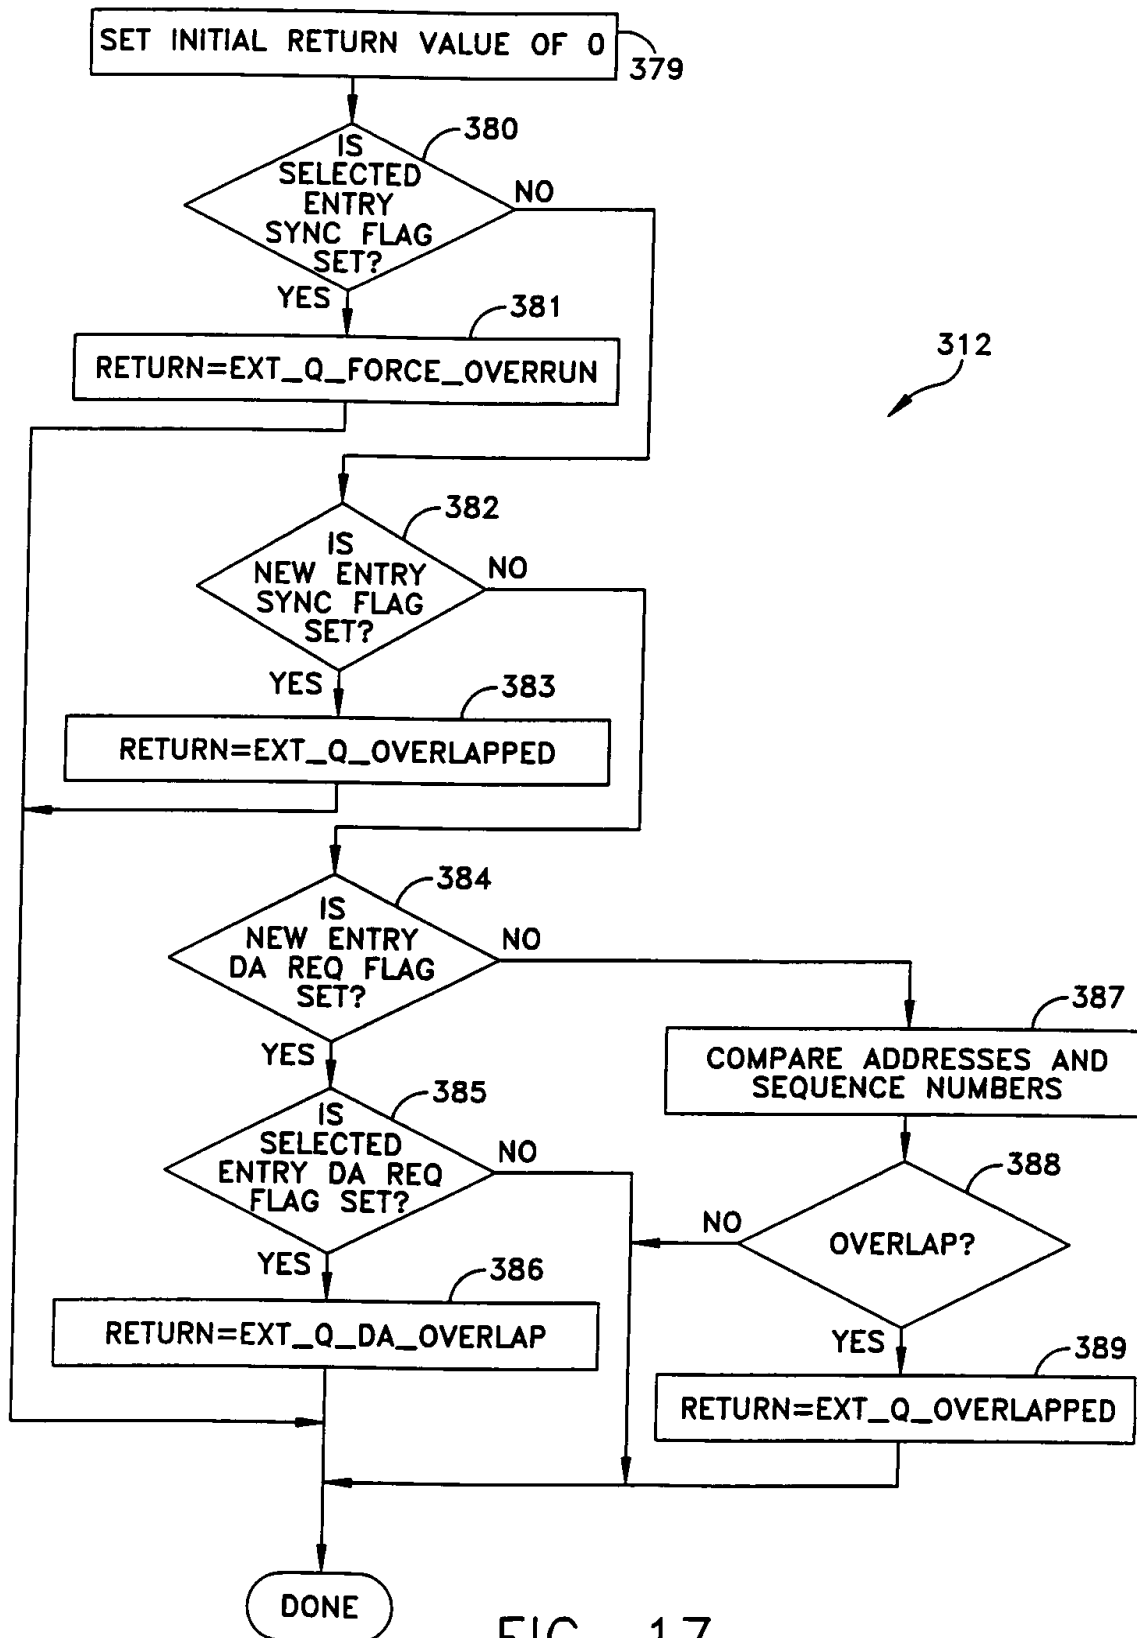 SET INITIAL RETURN VALUE OF 0
379
380
IS
SELECTED
ENTRY
SYNC FLAG
SET?
NO
YES
381
RETURN=EXT_Q_FORCE_OVERRUN
312
382
IS
NEW ENTRY
SYNC FLAG
SET?
NO
YES
383
RETURN=EXT_Q_OVERLAPPED
384
IS
NEW ENTRY
DA REQ FLAG
SET?
NO
YES
387
COMPARE ADDRESSES AND
SEQUENCE NUMBERS
385
IS
SELECTED
ENTRY DA REQ
FLAG SET?
NO
YES
388
OVERLAP?
NO
YES
386
RETURN=EXT_Q_DA_OVERLAP
389
RETURN=EXT_Q_OVERLAPPED
DONE
FIG. 17